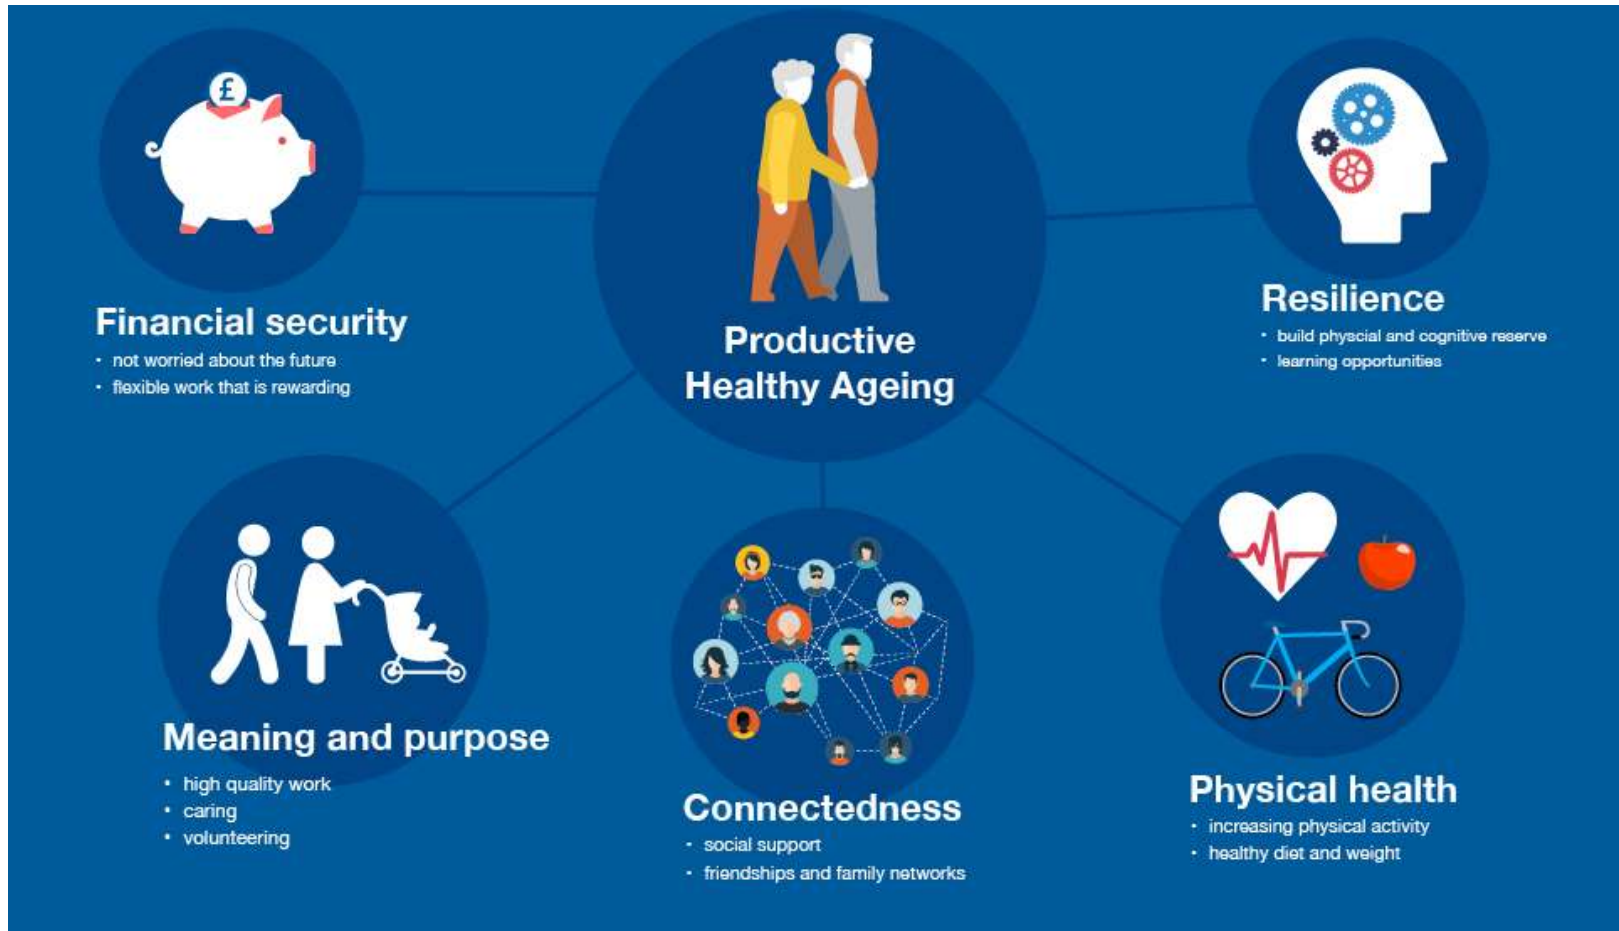 £
Financial security
• not worried about the future
• flexible work that is rewarding
Productive
Healthy Ageing
Resilience
• build physcial and cognitive reserve
• learning opportunities
Meaning and purpose
• high quality work
• caring
• volunteering
Connectedness
• social support
• friendships and family networks
Physical health
• increasing physical activity
• healthy diet and weight